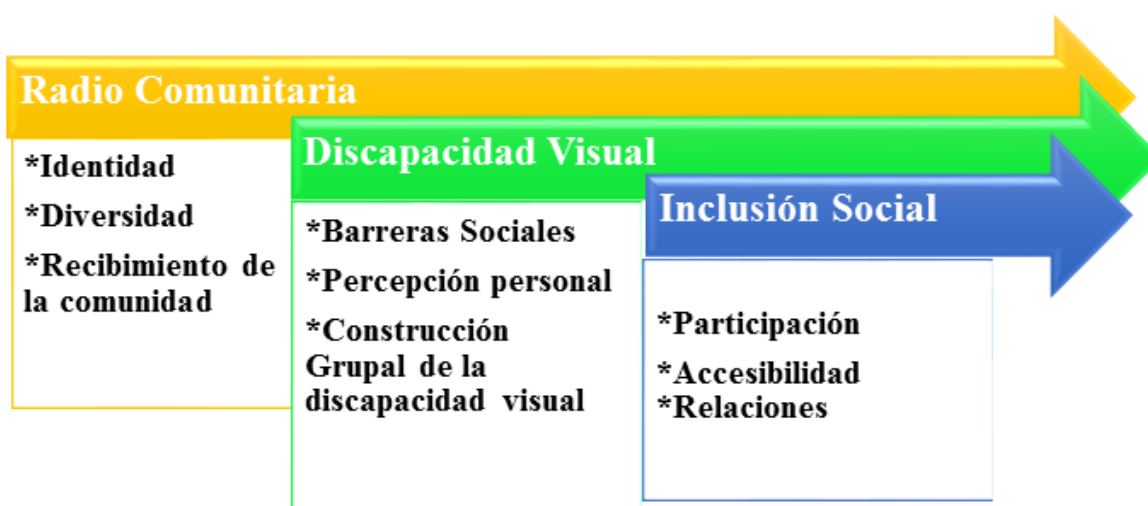 Radio Comunitaria
*Identidad
*Diversidad
*Recibimiento de
la comunidad
Discapacidad Visual
*Barreras Sociales
*Percepción personal
*Construcción
Grupal de la
discapacidad visual
Inclusión Social
*Participación
*Accesibilidad
*Relaciones